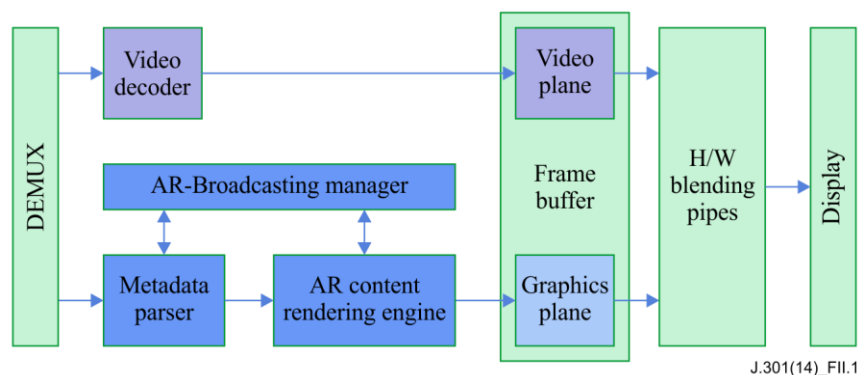 DEMUX
Video
decoder
Video
plane
AR-Broadcasting manager
Frame
buffer
H/W
blending
pipes
Display
Metadata
parser
AR content
rendering engine
Graphics
plane
J.301(14)_FII.1